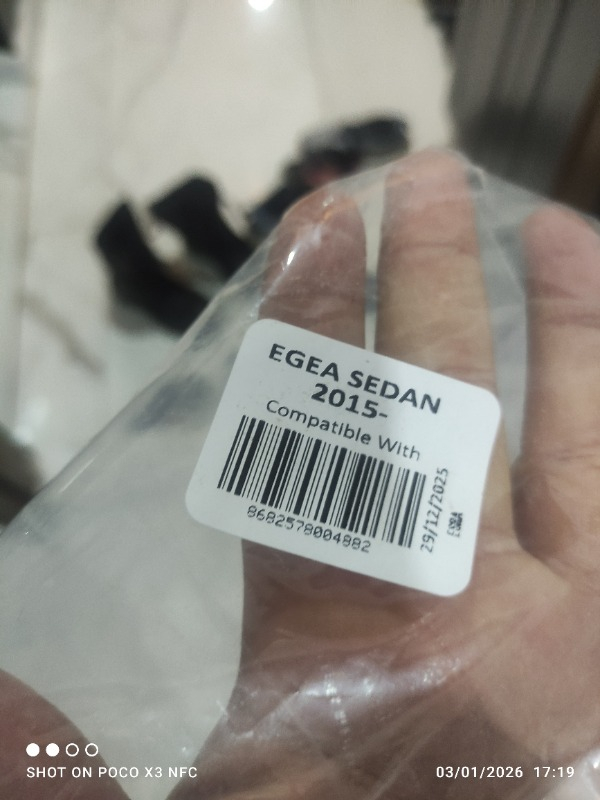 EGEA SEDAN
2015-
Compatible With
8682578004882
29/12/2025
SHOT ON POCO X3 NFC
03/01/2026 17:19